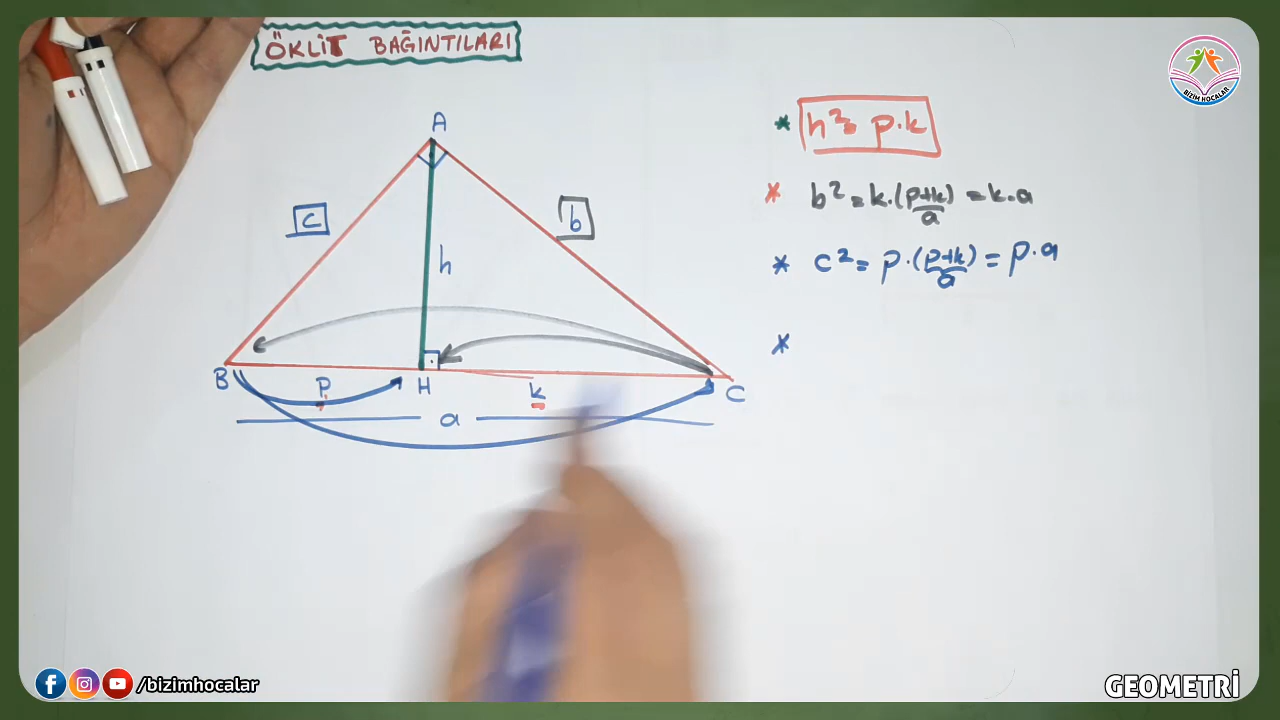 ÖKLİT BAĞINTILARI
BİZİM HOCALAR
* h² = p.k
* b² = k.(p+k) = k.a
a
* c² = p.(p+k) = p.a
a
*
A
c
b
h
B
p
H
k
C
a
/bizimhocalar
GEOMETRİ